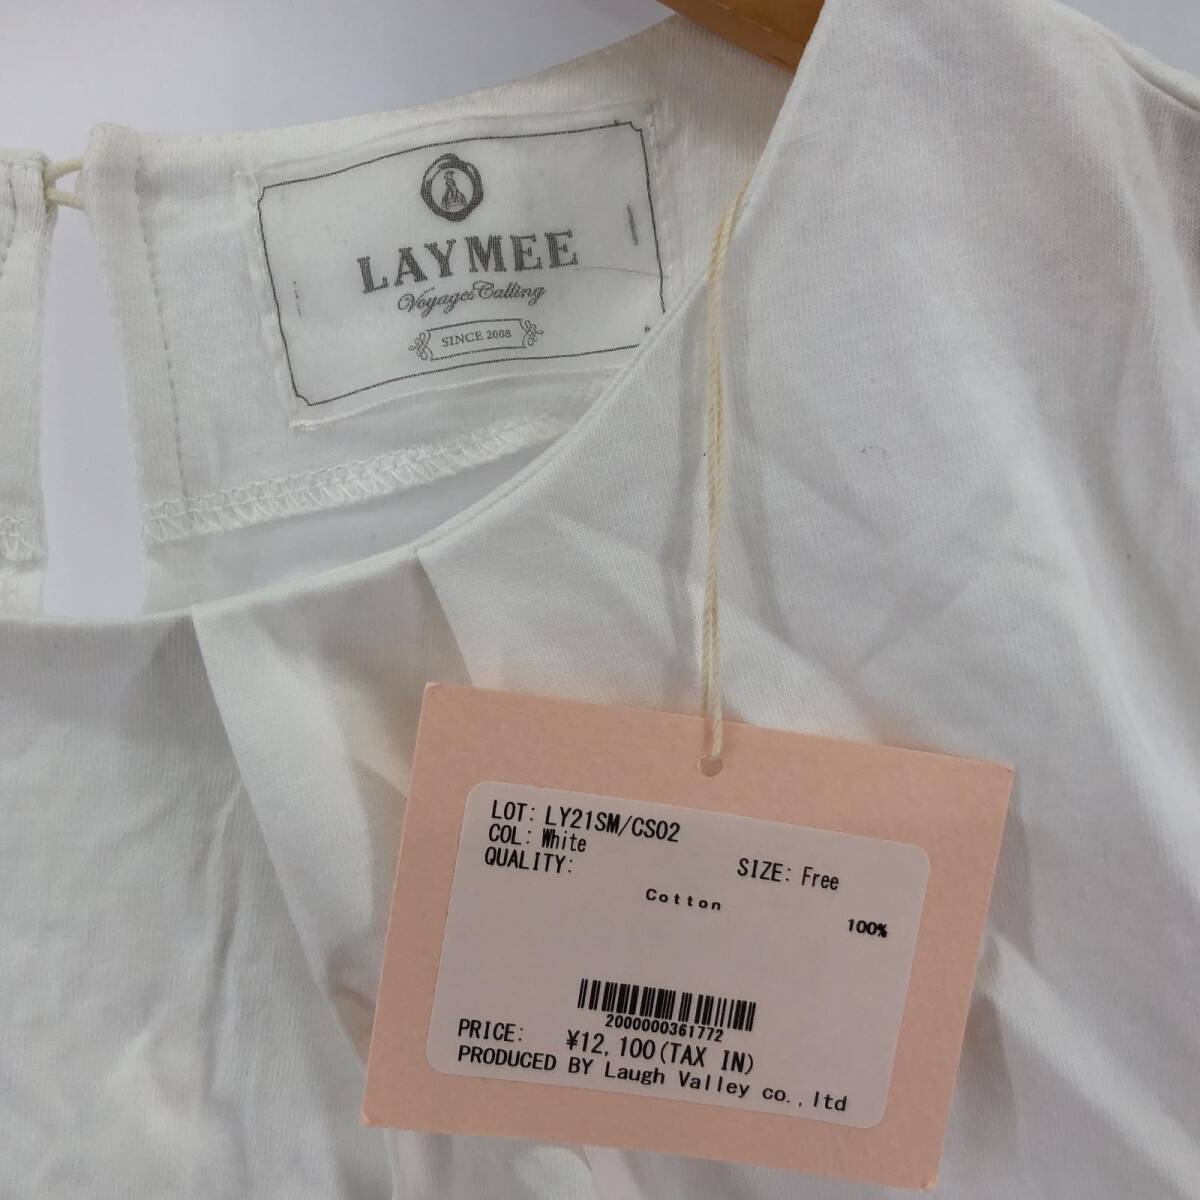 LAYMEE
Voyages Calling
SINCE 2008
LOT: LY21SM/CS02
COL: White
QUALITY:
SIZE: Free
Cotton
100%
2000000361772
PRICE: ¥12,100(TAX IN)
PRODUCED BY Laugh Valley co.,ltd